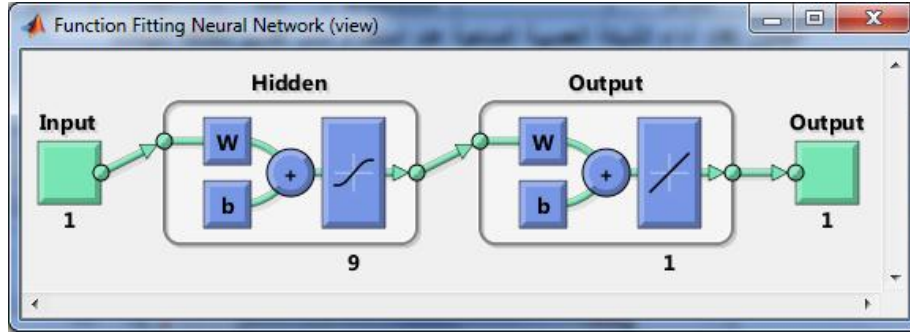 Function Fitting Neural Network (view)
Hidden
Output
Input
Output
W
b
+
W
b
+
1
1
9
1